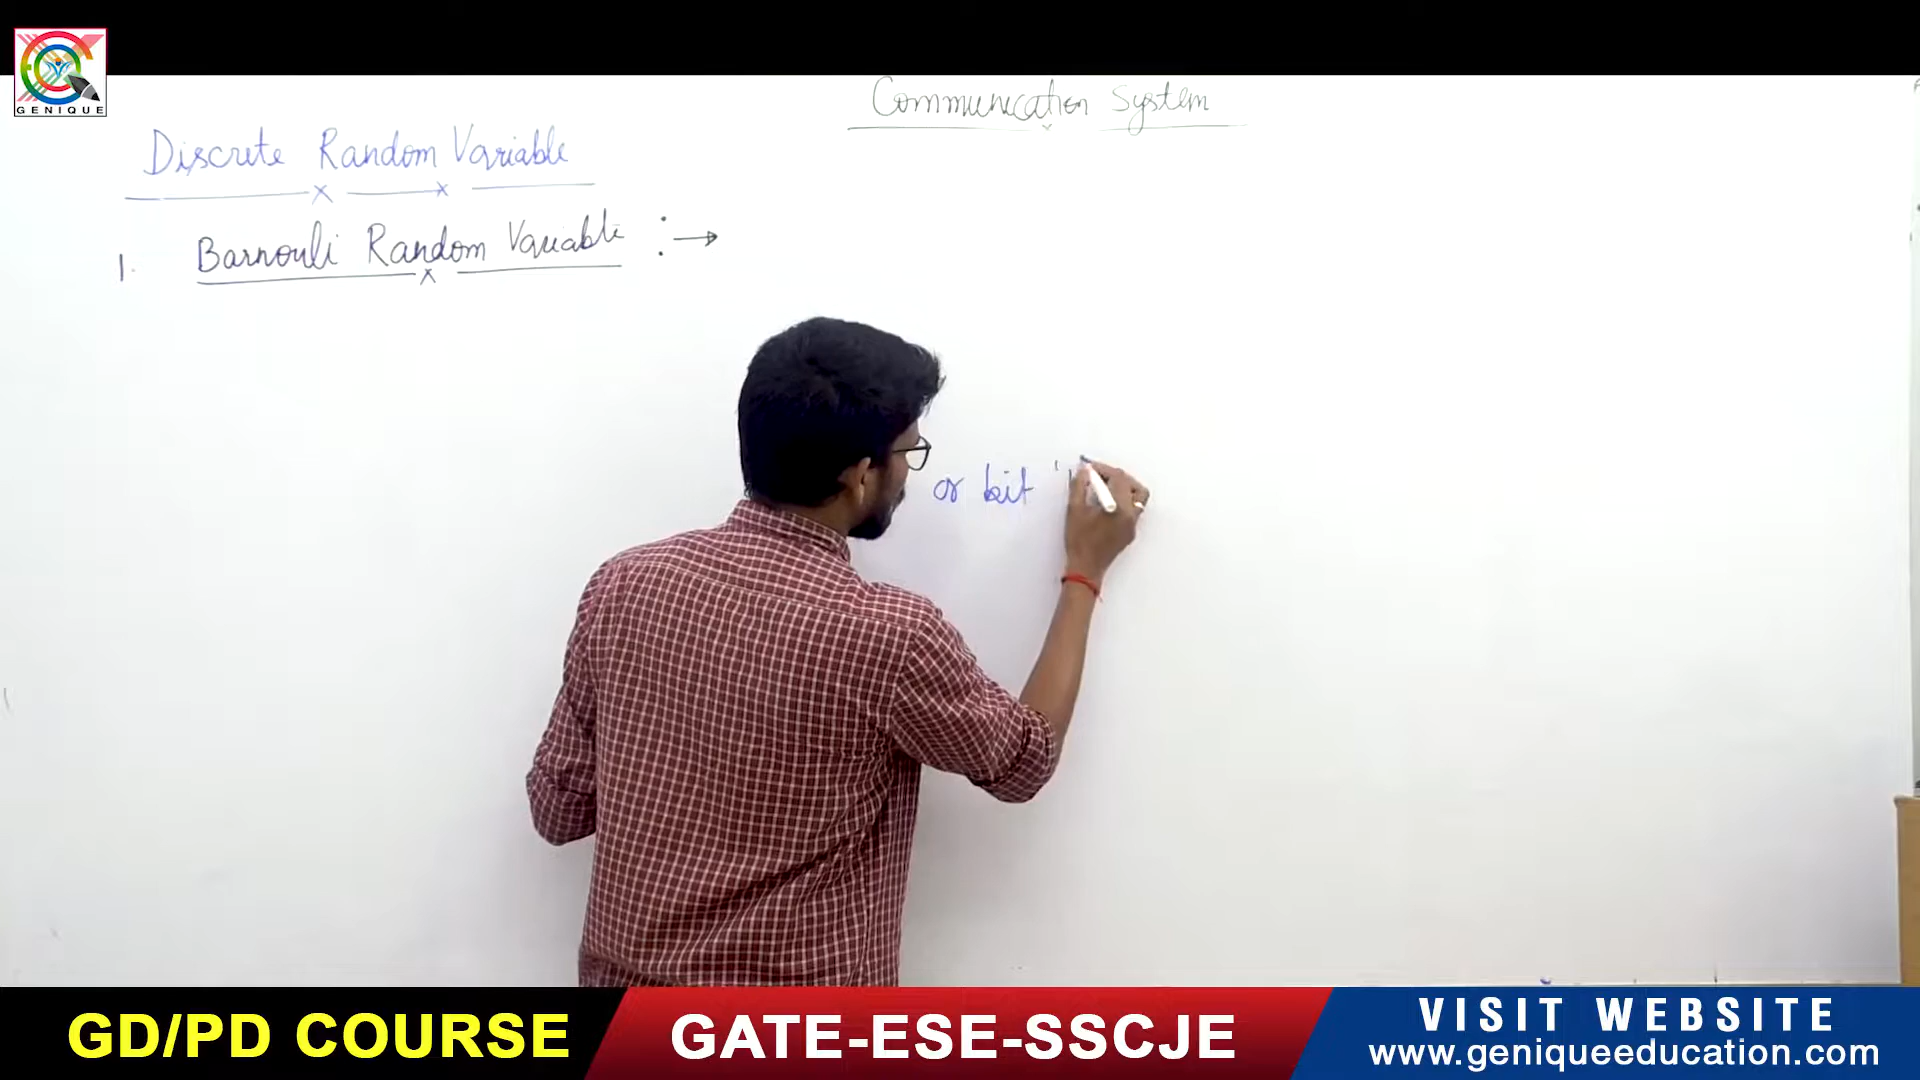 GENIQUE
Communication System
Discrete Random Variable
1. Barnouli Random Variable :→
or bit '1
GD/PD COURSE
GATE-ESE-SSCJE
VISIT WEBSITE
www.geniqueeducation.com